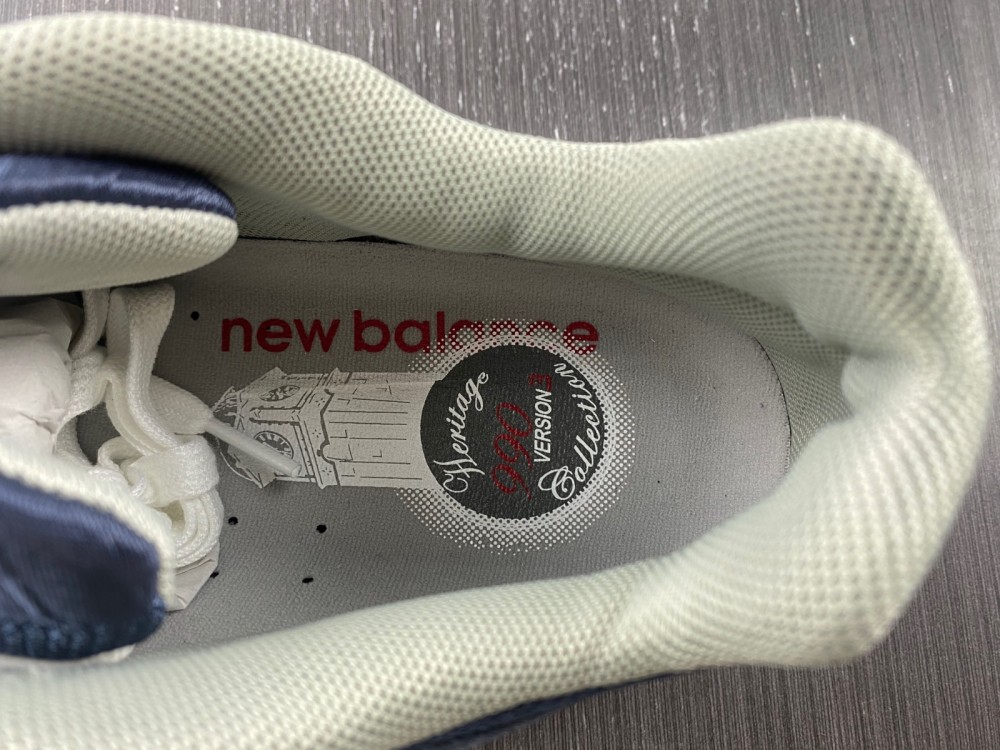 new balance
Heritage
990
VERSION 1
Collection